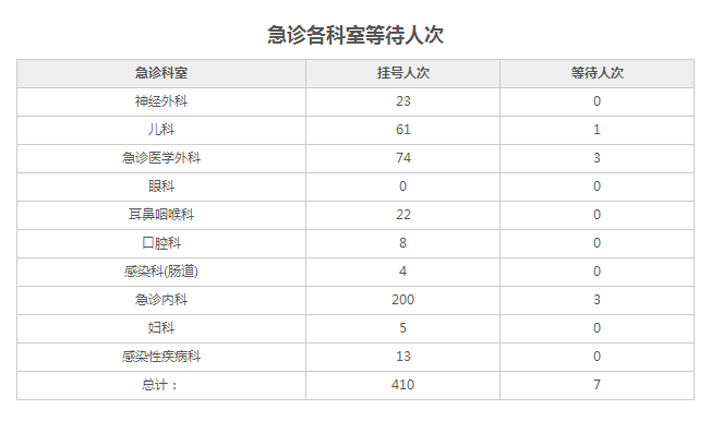 急诊各科室等待人次
急诊科室 挂号人次 等待人次
神经外科 23 0
儿科 61 1
急诊医学外科 74 3
眼科 0 0
耳鼻咽喉科 22 0
口腔科 8 0
感染科(肠道) 4 0
急诊内科 200 3
妇科 5 0
感染性疾病科 13 0
总计： 410 7